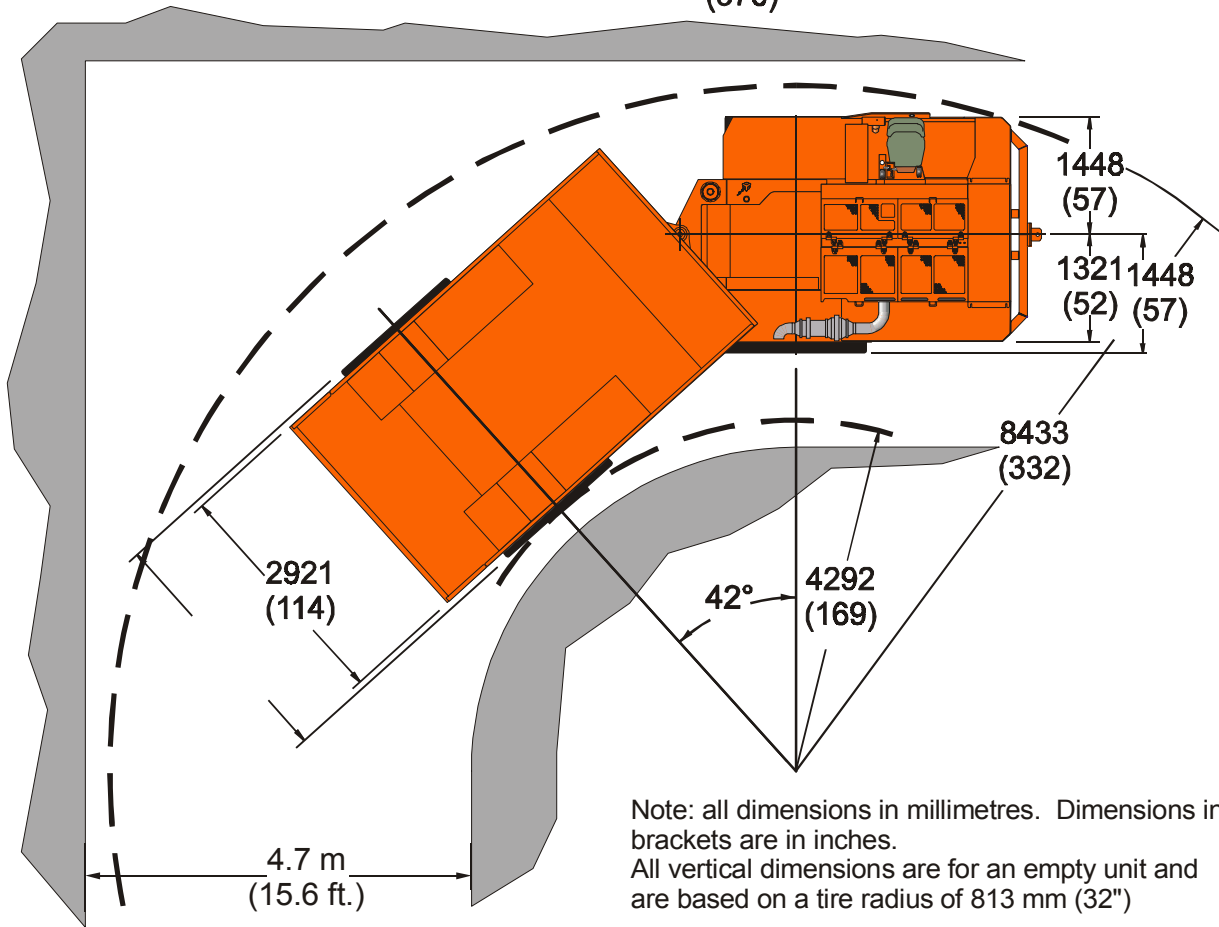 1448
(57)
1321
(52)
1448
(57)
8433
(332)
2921
(114)
42°
4292
(169)
4.7 m
(15.6 ft.)
Note: all dimensions in millimetres. Dimensions in
brackets are in inches.
All vertical dimensions are for an empty unit and
are based on a tire radius of 813 mm (32")